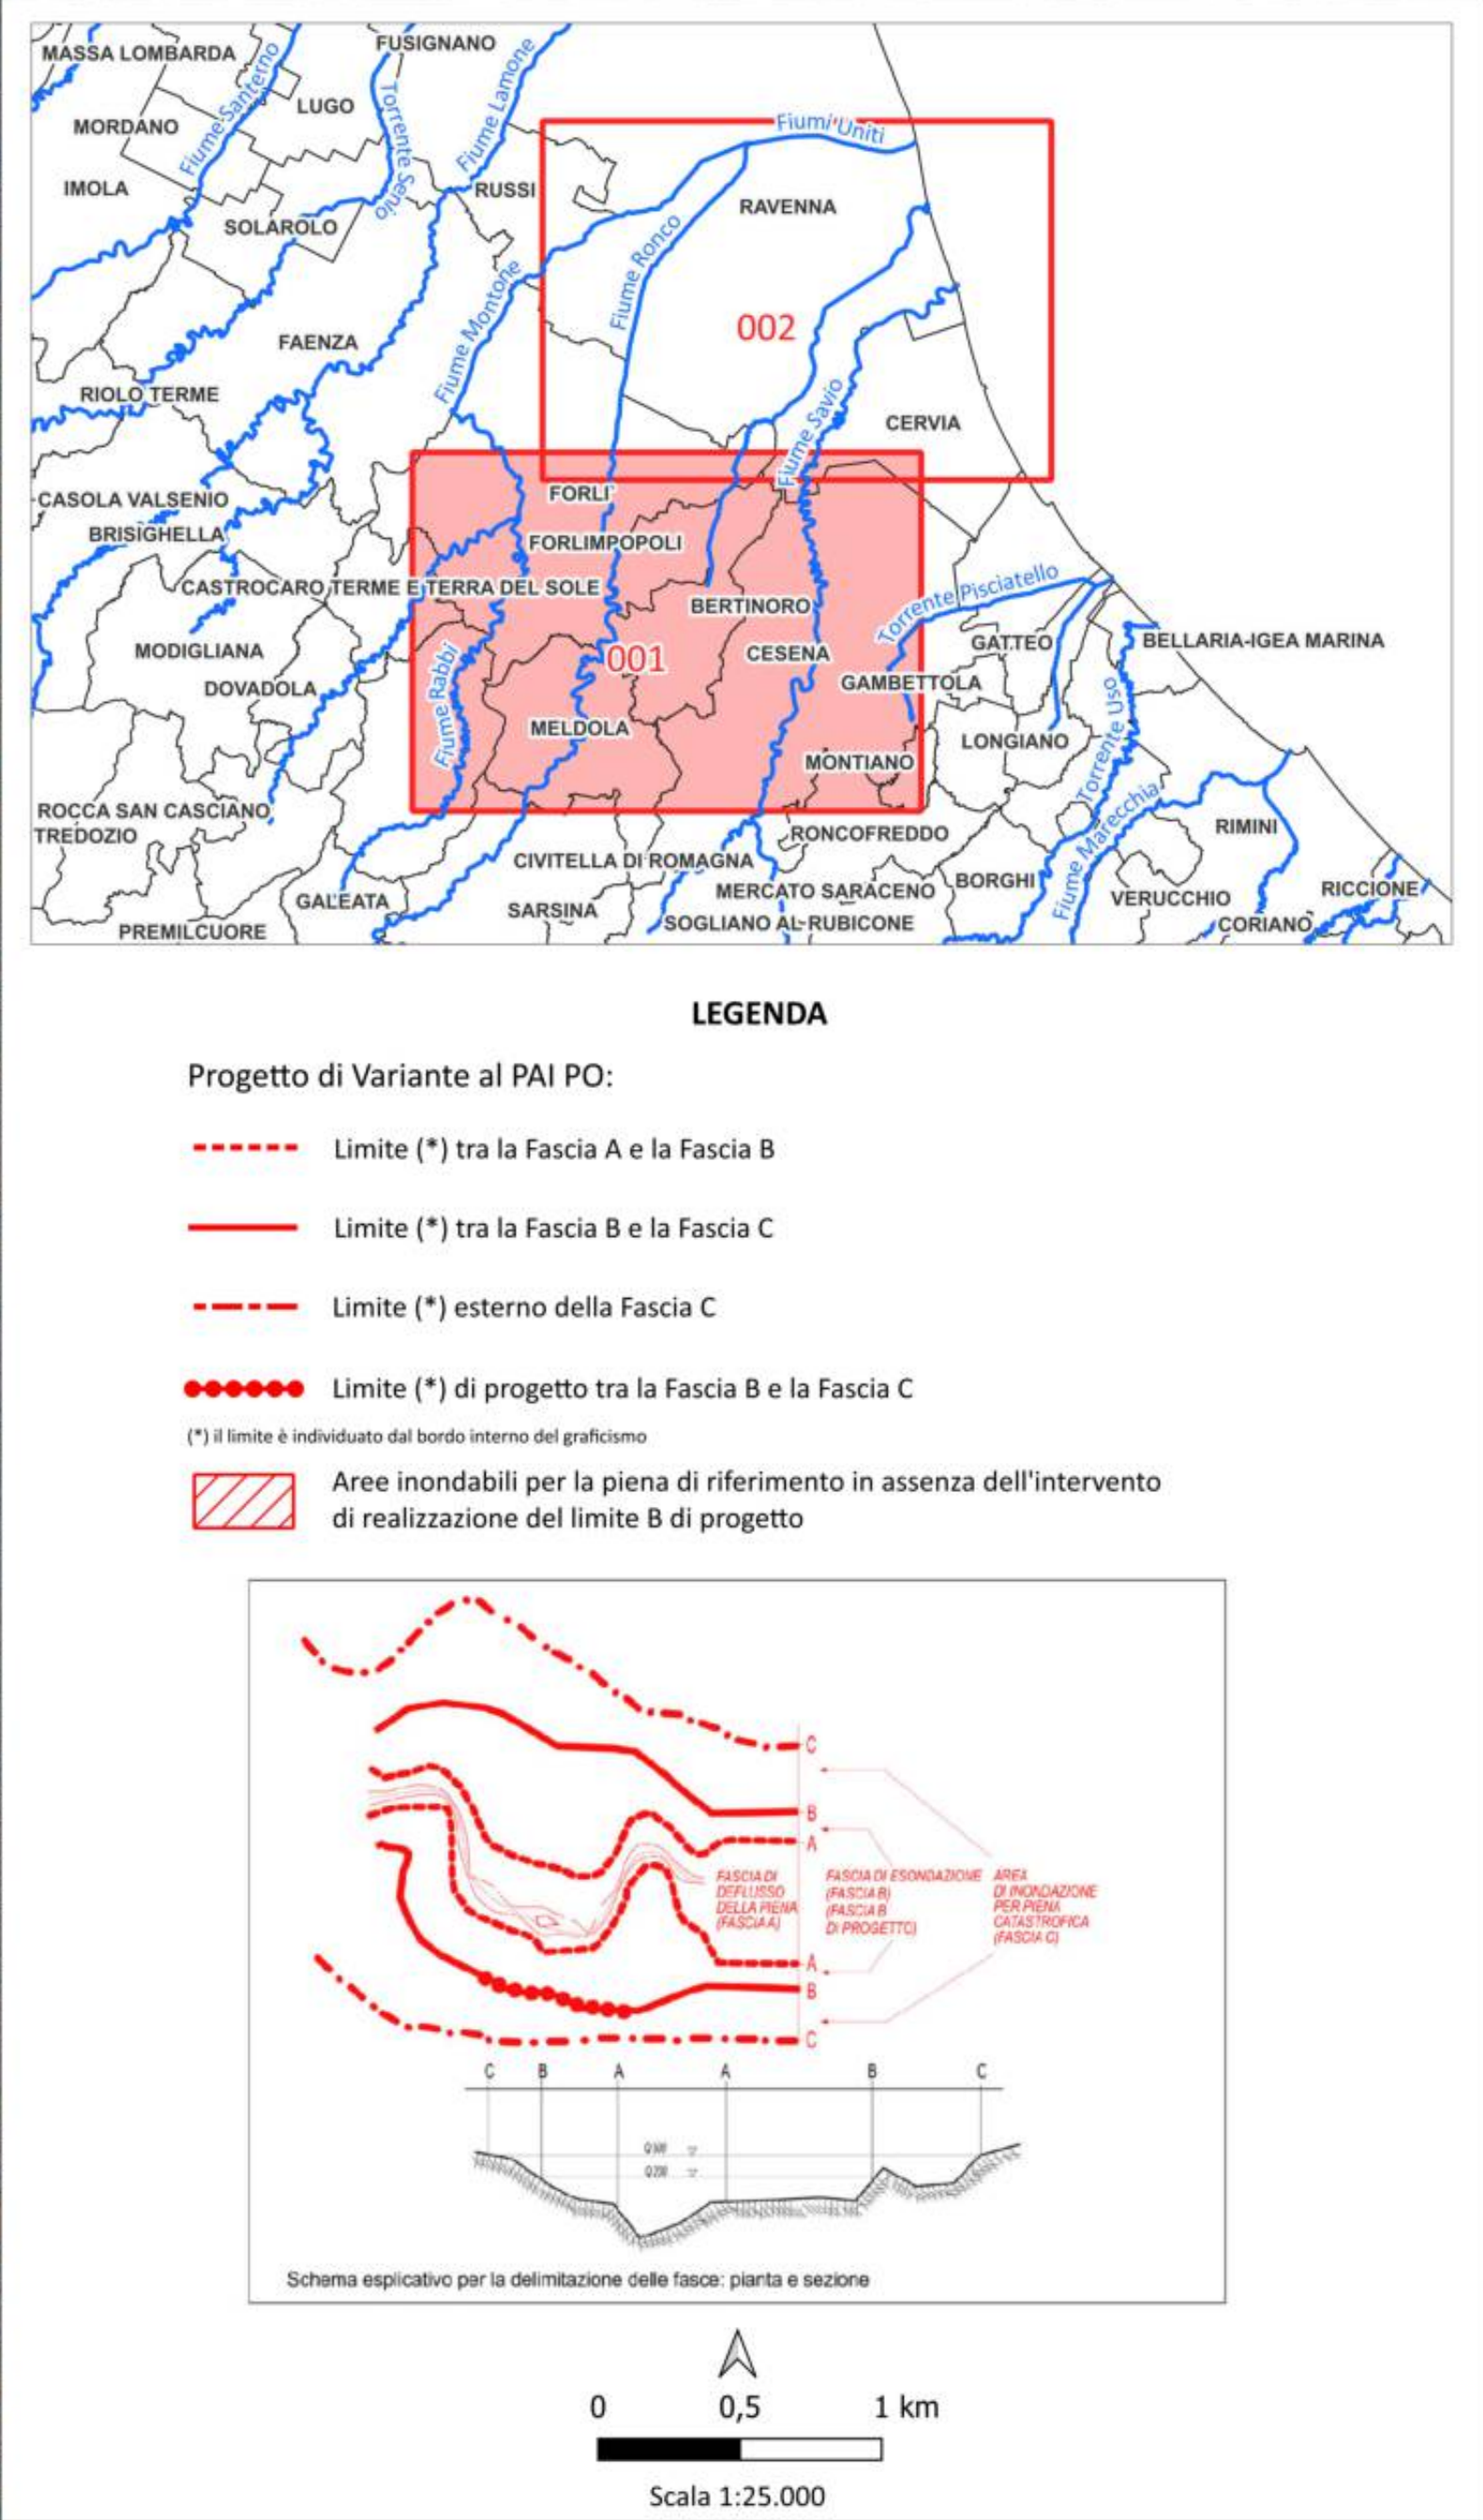 MASSA LOMBARDA
FUSIGNANO
Fiume Santerno
LUGO
Torrente Senio
Fiume Lamone
MORDANO
Fiumi Uniti
IMOLA
RUSSI
RAVENNA
SOLAROLO
Fiume Ronco
Fiume Montone
002
FAENZA
RIOLO TERME
Fiume Savio
CERVIA
CASOLA VALSENIO
FORLI'
BRISIGHELLA
FORLIMPOPOLI
CASTROCARO TERME E TERRA DEL SOLE
Torrente Pisciatello
BERTINORO
MODIGLIANA
001
CESENA
GATTEO
BELLARIA-IGEA MARINA
DOVADOLA
Fiume Rabbi
GAMBETTOLA
MELDOLA
LONGIANO
Torrente Uso
MONTIANO
ROCCA SAN CASCIANO
TREDOZIO
Fiume Marecchia
RIMINI
RONCOFREDDO
CIVITELLA DI ROMAGNA
BORGHI
MERCATO SARACENO
RICCIONE
GALEATA
VERUCCHIO
SARSINA
SOGLIANO AL RUBICONE
CORIANO
PREMILCUORE
LEGENDA
Progetto di Variante al PAI PO:
Limite (*) tra la Fascia A e la Fascia B
Limite (*) tra la Fascia B e la Fascia C
Limite (*) esterno della Fascia C
Limite (*) di progetto tra la Fascia B e la Fascia C
(*) il limite è individuato dal bordo interno del graficismo
Aree inondabili per la piena di riferimento in assenza dell'intervento
di realizzazione del limite B di progetto
C
B
A
FASCIA DI
DEFLUSSO
DELLA PIENA
(FASCIA A)
FASCIA DI ESONDAZIONE
(FASCIA B)
(FASCIA B
DI PROGETTO)
AREA
DI INONDAZIONE
PER PIENA
CATASTROFICA
(FASCIA C)
A
B
C
C B A A B C
Q500
Q200
Schema esplicativo per la delimitazione delle fasce: pianta e sezione
0 0,5 1 km
Scala 1:25.000